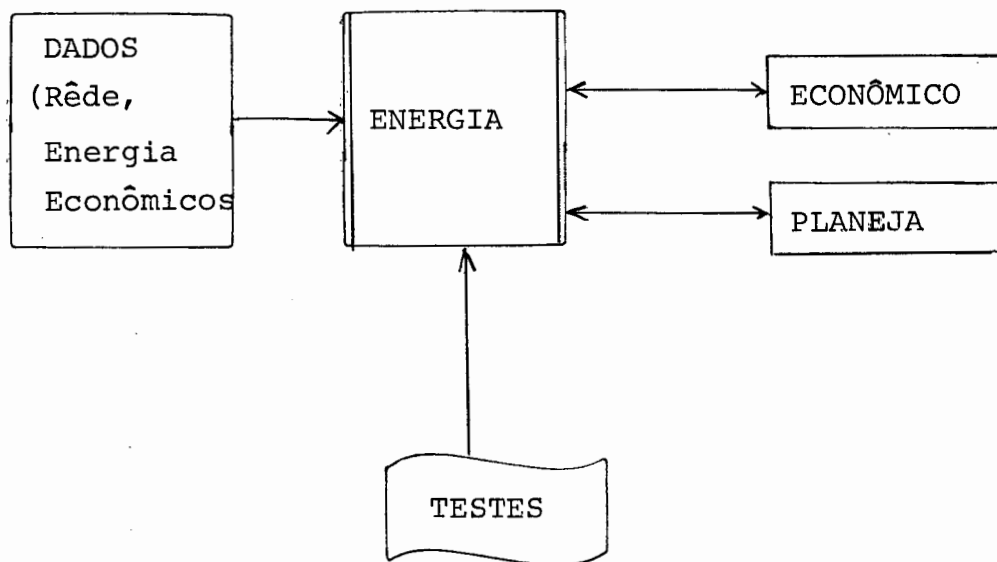 DADOS
(Rêde,
Energia
Econômicos
ENERGIA
ECONÔMICO
PLANEJA
TESTES